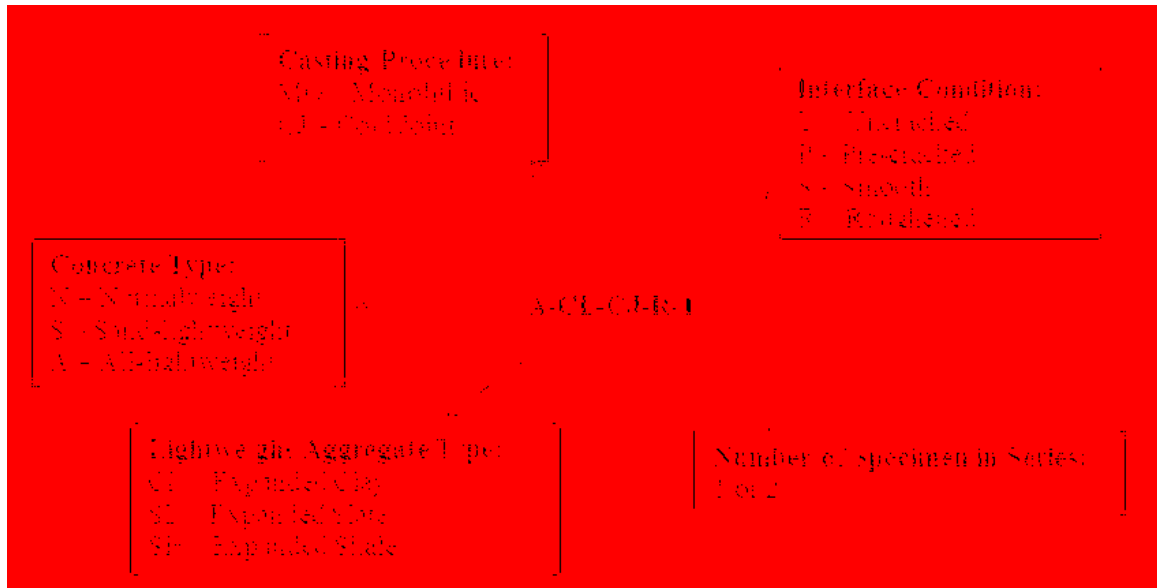 Casting Procedure:
MO – Monolithic
CJ – Cold Joint
Interface Condition:
U – Uncracked
P – Pre-cracked
S – Smooth
R – Roughened
Concrete Type:
N – Normalweight
S – Sand-lightweight
A – All-lightweight
A-CL-CJ-R-1
Lightweight Aggregate Type:
CL – Expanded Clay
SL – Expanded Slate
SH – Expanded Shale
Number of Specimen in Series:
1 or 2